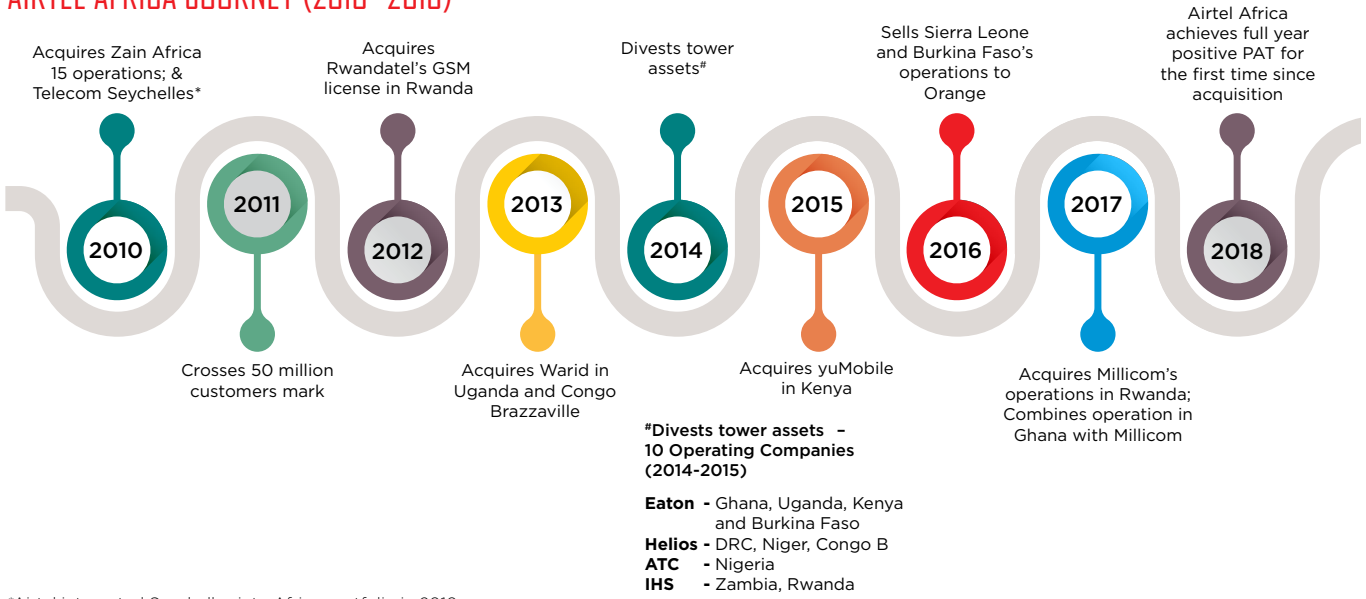 AIRTEL AFRICA JOURNEY (2010-2018)
Acquires Zain Africa
15 operations; &
Telecom Seychelles*
Acquires
Rwandatel's GSM
license in Rwanda
Divests tower
assets#
Sells Sierra Leone
and Burkina Faso's
operations to
Orange
Airtel Africa
achieves full year
positive PAT for
the first time since
acquisition
2010
2011
2012
2013
2014
2015
2016
2017
2018
Crosses 50 million
customers mark
Acquires Warid in
Uganda and Congo
Brazzaville
Acquires yuMobile
in Kenya
Acquires Millicom's
operations in Rwanda;
Combines operation in
Ghana with Millicom
#Divests tower assets –
10 Operating Companies
(2014-2015)
Eaton - Ghana, Uganda, Kenya
and Burkina Faso
Helios - DRC, Niger, Congo B
ATC - Nigeria
IHS - Zambia, Rwanda